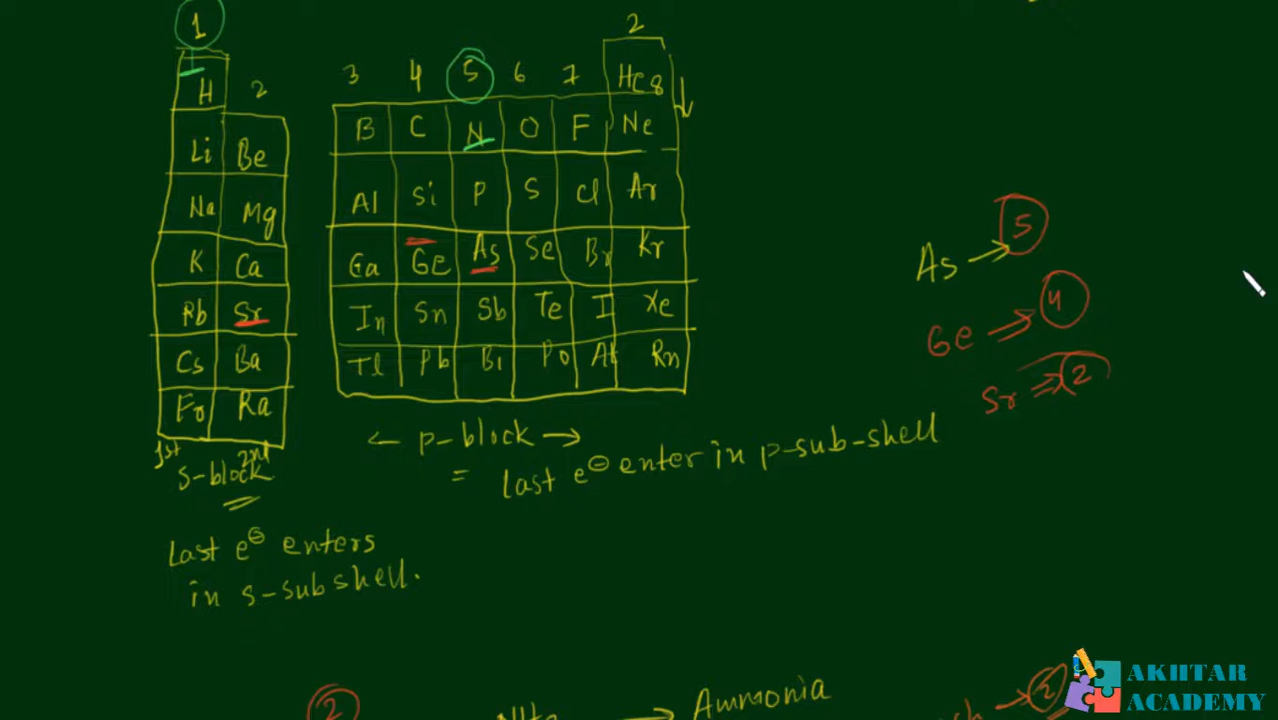 1
2
H
2
3 4 5 6 7
He 8
Li Be
B C N O F Ne
Na Mg
Al Si P S Cl Ar
K Ca
Ga Ge As Se Br Kr
Rb Sr
In Sn Sb Te I Xe
Cs Ba
Tl Pb Bi Po At Rn
Fr Ra
As → 5
Ge → 4
Sr ⇒ 2
1st 2nd
s-block
← p-block →
= last e⊖ enter in p-sub-shell
Last e⊖ enters
in s-subshell.
2
→ Ammonia
→ 2
AKHTAR
ACADEMY